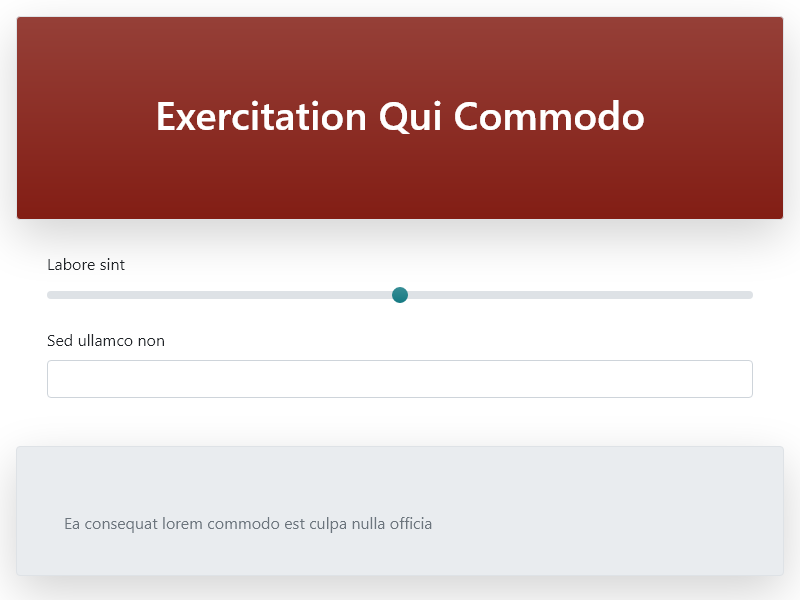 Exercitation Qui Commodo
Labore sint
Sed ullamco non
Ea consequat lorem commodo est culpa nulla officia